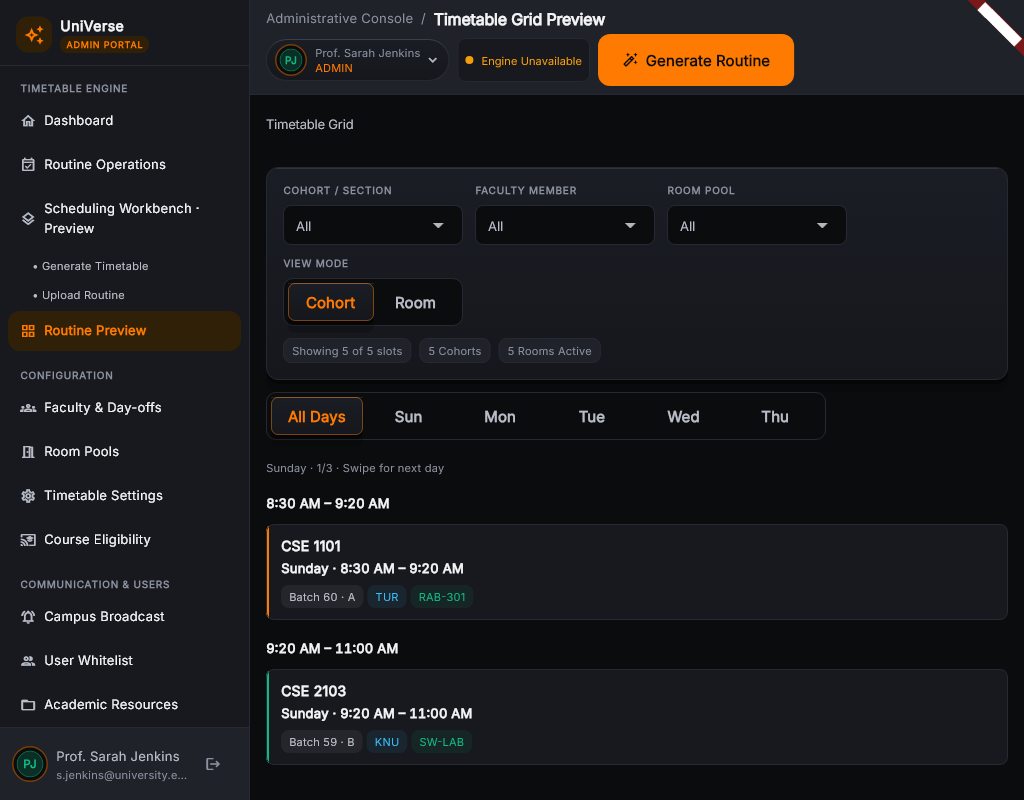 UniVerse
ADMIN PORTAL
TIMETABLE ENGINE
Dashboard
Routine Operations
Scheduling Workbench ·
Preview
• Generate Timetable
• Upload Routine
Routine Preview
CONFIGURATION
Faculty & Day-offs
Room Pools
Timetable Settings
Course Eligibility
COMMUNICATION & USERS
Campus Broadcast
User Whitelist
Academic Resources
PJ
Prof. Sarah Jenkins
s.jenkins@university.e...
Administrative Console / Timetable Grid Preview
PJ
Prof. Sarah Jenkins
ADMIN
Engine Unavailable
Generate Routine
Timetable Grid
COHORT / SECTION
All
FACULTY MEMBER
All
ROOM POOL
All
VIEW MODE
Cohort
Room
Showing 5 of 5 slots
5 Cohorts
5 Rooms Active
All Days
Sun
Mon
Tue
Wed
Thu
Sunday · 1/3 · Swipe for next day
8:30 AM – 9:20 AM
CSE 1101
Sunday · 8:30 AM – 9:20 AM
Batch 60 · A
TUR
RAB-301
9:20 AM – 11:00 AM
CSE 2103
Sunday · 9:20 AM – 11:00 AM
Batch 59 · B
KNU
SW-LAB